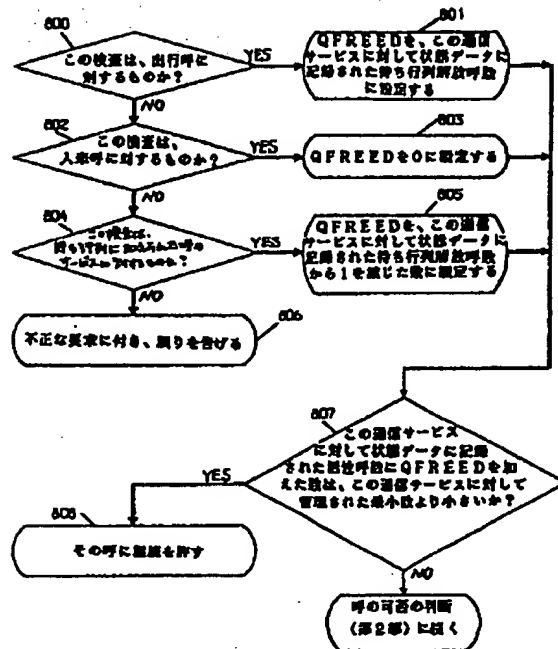 800
この検査は、出行呼に
対するものか?
YES
801
QFREEDを、この通信
サービスに対して状態データに
記録された待ち行列解放呼数
に設定する
NO
802
この検査は、
入来呼に対するものか?
YES
803
QFREEDを0に設定する
NO
804
YES
805
QFREEDを、この通信
サービスに対して状態データに
記録された待ち行列解放呼数
から1を減じた数に設定する
NO
806
不正な要求に付き、誤りを告げる
807
この通信サービス
に対して状態データに記録
された活性呼数にQFREEDを加
えた数は、この通信サービスに対して
管理された最小数より小さいか?
YES
808
その呼に を許す
NO
呼の可否の判断
(第2部)に続く